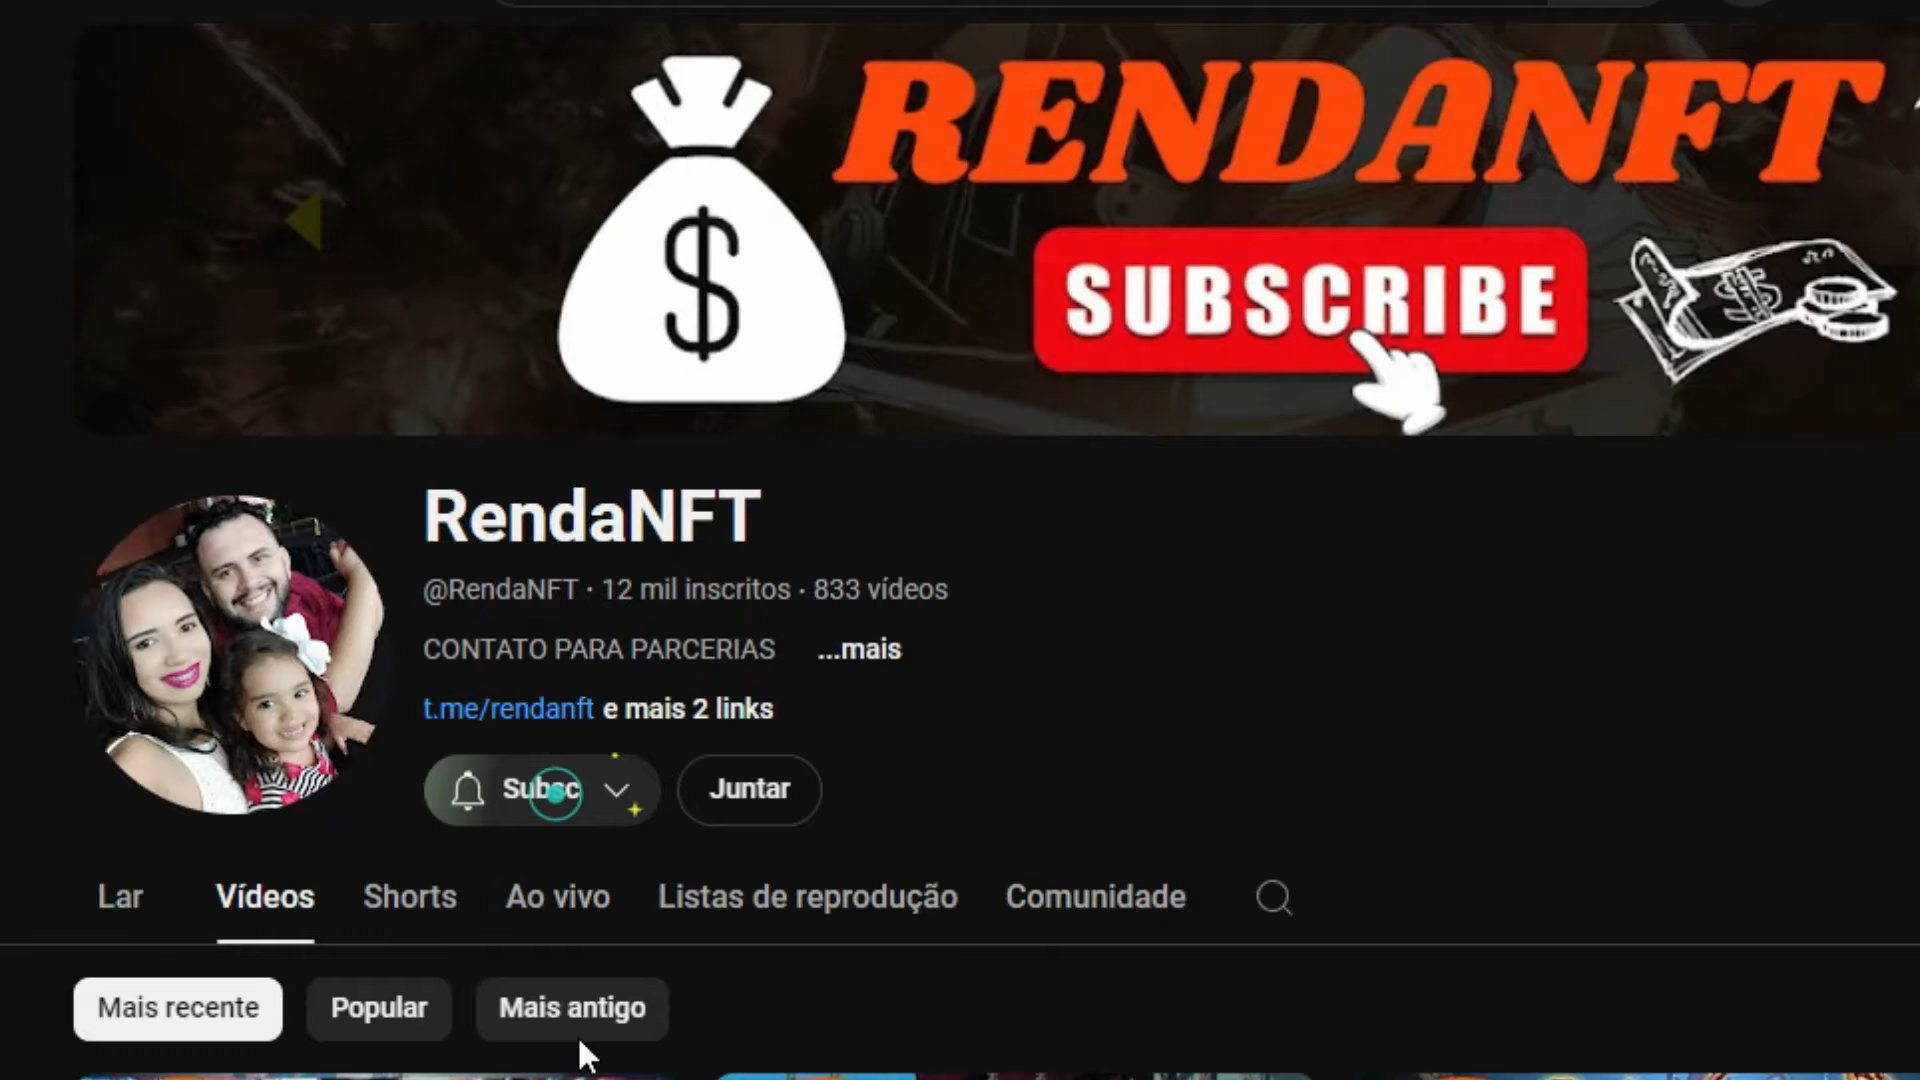 RENDANFT
$
SUBSCRIBE
RendaNFT
@RendaNFT · 12 mil inscritos · 833 vídeos
CONTATO PARA PARCERIAS ...mais
t.me/rendanft e mais 2 links
Subsc
Juntar
Lar Vídeos Shorts Ao vivo Listas de reprodução Comunidade
Mais recente Popular Mais antigo